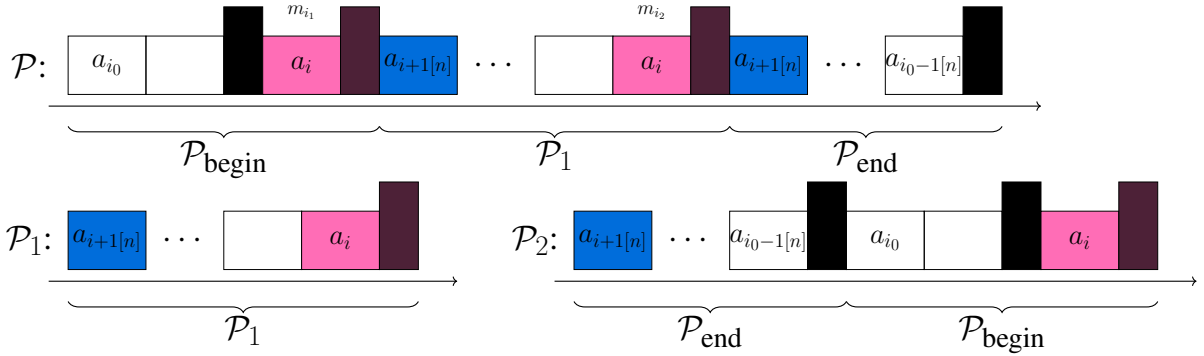 m_{i_1} m_{i_2}
𝒫: a_{i_0} a_i a_{i+1[n]} ⋯ a_i a_{i+1[n]} ⋯ a_{i_0-1[n]}
𝒫_begin 𝒫_1 𝒫_end
𝒫_1: a_{i+1[n]} ⋯ a_i 𝒫_2: a_{i+1[n]} ⋯ a_{i_0-1[n]} a_{i_0} a_i
𝒫_1 𝒫_end 𝒫_begin